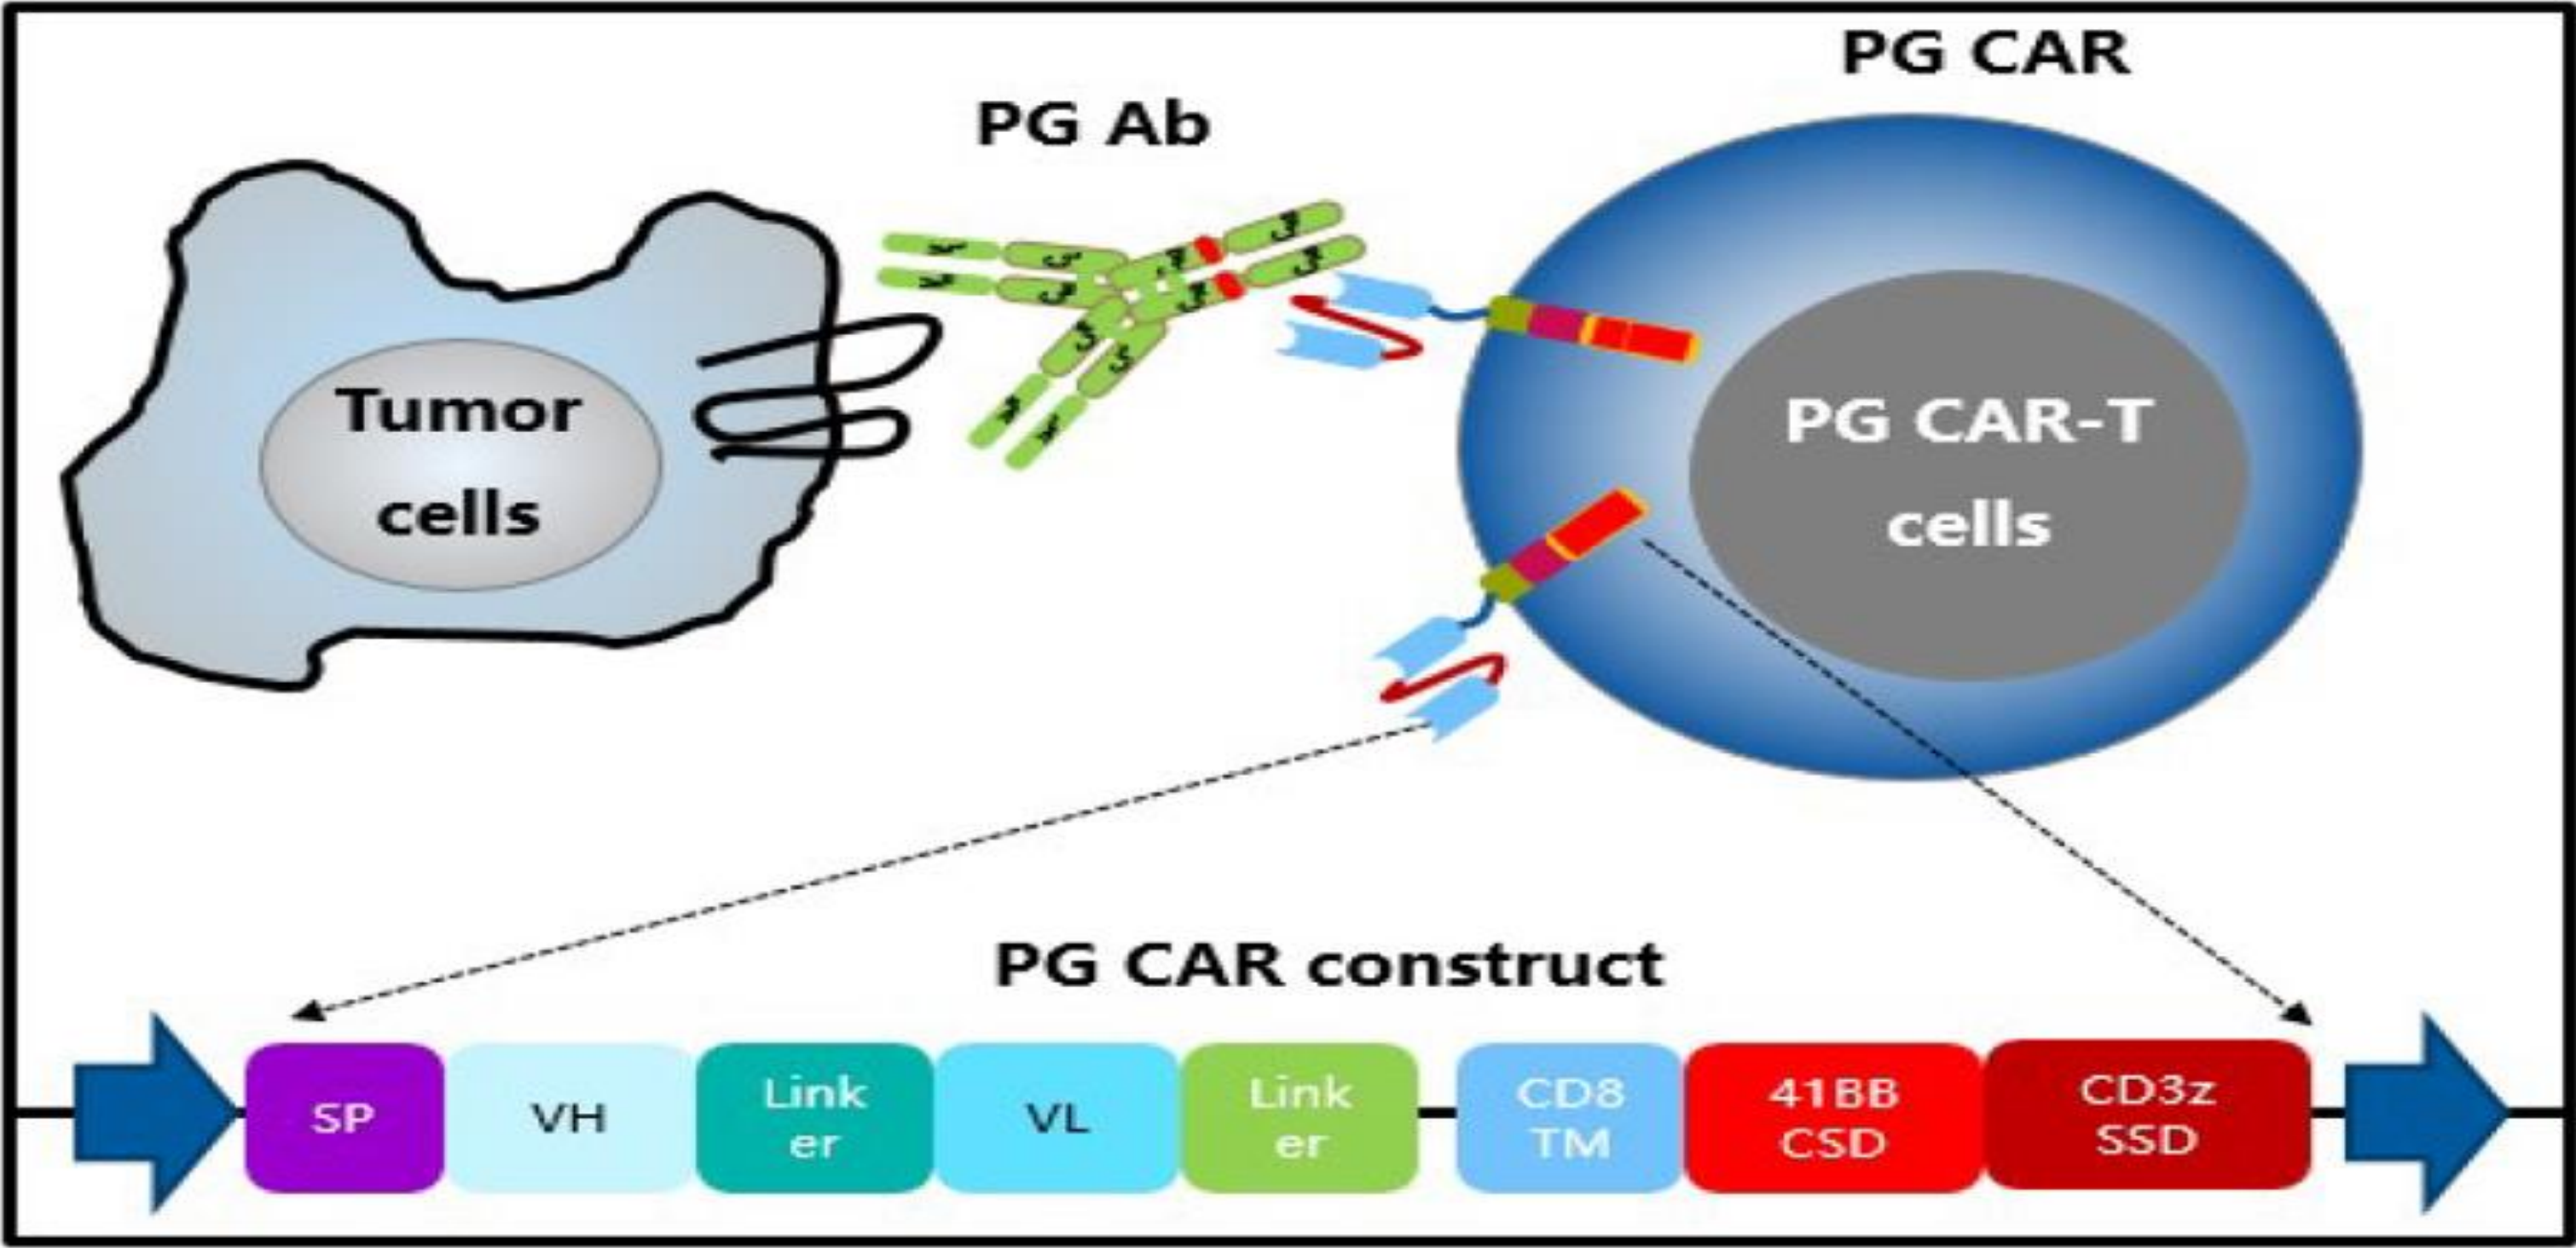 PG CAR
PG Ab
Tumor
cells
PG CAR-T
cells
PG CAR construct
SP
VH
Link
er
VL
Link
er
CD8
TM
41BB
CSD
CD3z
SSD